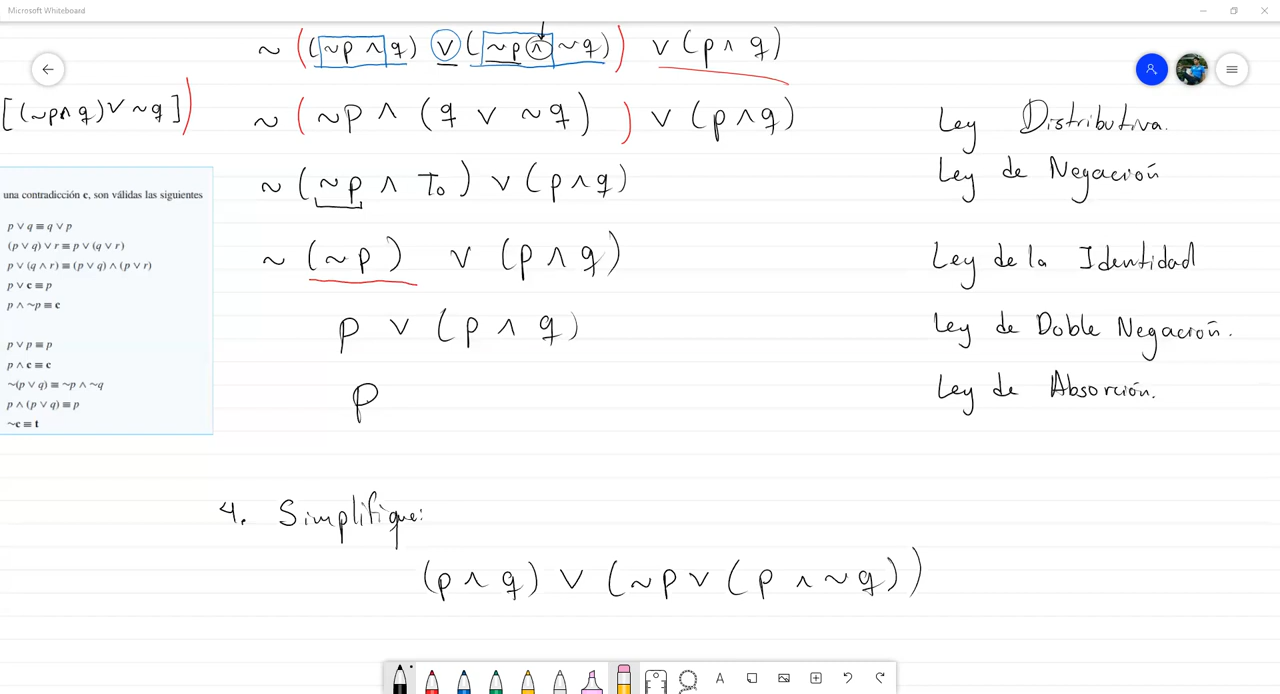 Microsoft Whiteboard
~ ((~p ∧ q) ∨ (~p ∧ ~q)) ∨ (p ∧ q)
[(~p ∧ q) ∨ ~q])
~ (~p ∧ (q ∨ ~q)) ∨ (p ∧ q) Ley Distributiva.
~ (~p ∧ To) ∨ (p ∧ q) Ley de Negación
~ (~p) ∨ (p ∧ q) Ley de la Identidad
p ∨ (p ∧ q) Ley de Doble Negación.
p Ley de Absorción.
una contradicción c, son válidas las siguientes
p ∨ q ≡ q ∨ p
(p ∨ q) ∨ r ≡ p ∨ (q ∨ r)
p ∨ (q ∧ r) ≡ (p ∨ q) ∧ (p ∨ r)
p ∨ c ≡ p
p ∧ ~p ≡ c
p ∨ p ≡ p
p ∧ c ≡ c
~(p ∨ q) ≡ ~p ∧ ~q
p ∧ (p ∨ q) ≡ p
~c ≡ t
4. Simplifique:
(p ∧ q) ∨ (~p ∨ (p ∧ ~q))
A